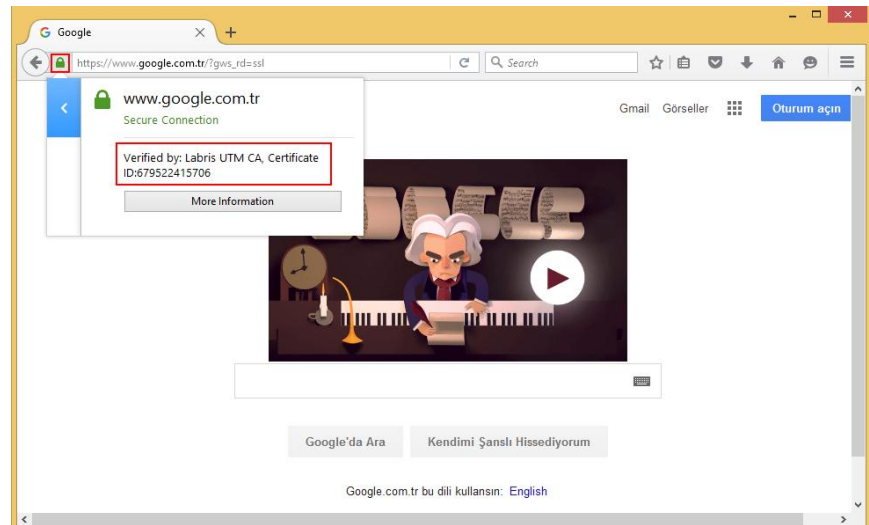 Google
https://www.google.com.tr/?gws_rd=ssl
Search
www.google.com.tr
Secure Connection
Verified by: Labris UTM CA, Certificate
ID:679522415706
More Information
Gmail Görseller
Oturum açın
Google'da Ara
Kendimi Şanslı Hissediyorum
Google.com.tr bu dili kullansın: English